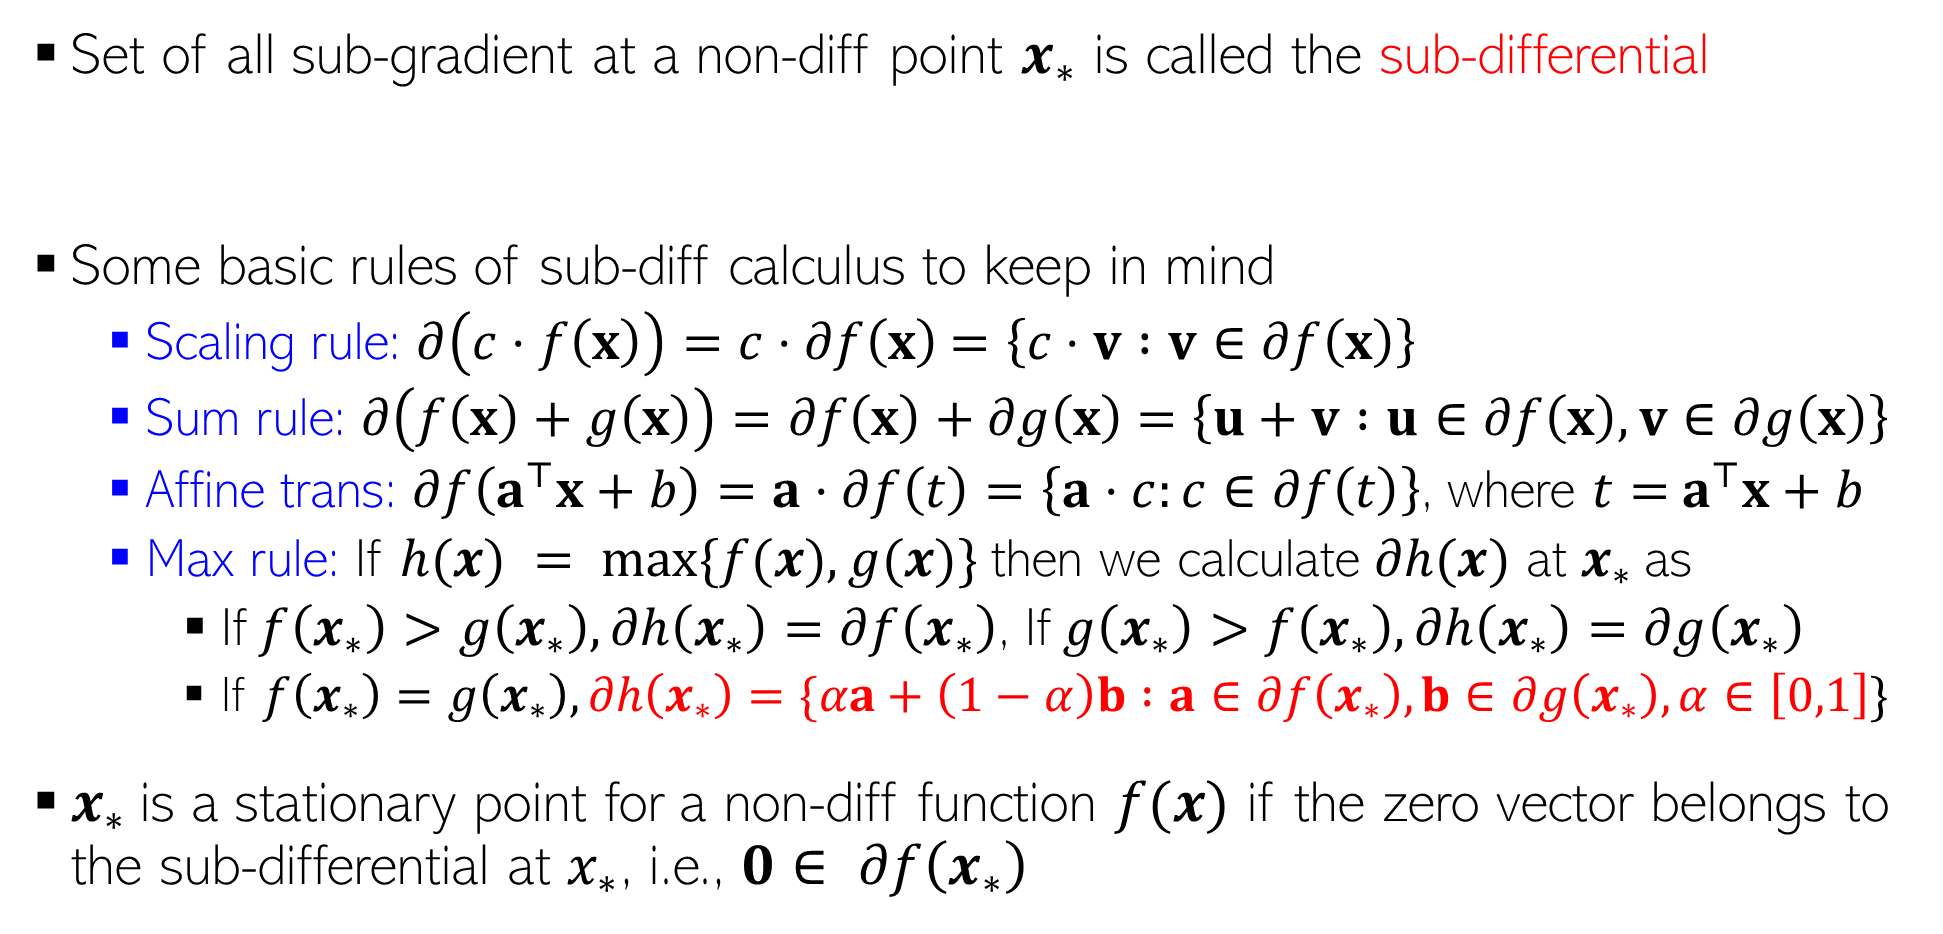 ▪ Set of all sub-gradient at a non-diff point 𝒙∗ is called the sub-differential
▪ Some basic rules of sub-diff calculus to keep in mind
▪ Scaling rule: ∂(c · f(𝐱)) = c · ∂f(𝐱) = {c · 𝐯 : 𝐯 ∈ ∂f(𝐱)}
▪ Sum rule: ∂(f(𝐱) + g(𝐱)) = ∂f(𝐱) + ∂g(𝐱) = {𝐮 + 𝐯 : 𝐮 ∈ ∂f(𝐱), 𝐯 ∈ ∂g(𝐱)}
▪ Affine trans: ∂f(𝐚⊤𝐱 + b) = 𝐚 · ∂f(t) = {𝐚 · c: c ∈ ∂f(t)}, where t = 𝐚⊤𝐱 + b
▪ Max rule: If h(𝒙) = max{f(𝒙), g(𝒙)} then we calculate ∂h(𝒙) at 𝒙∗ as
▪ If f(𝒙∗) > g(𝒙∗), ∂h(𝒙∗) = ∂f(𝒙∗), If g(𝒙∗) > f(𝒙∗), ∂h(𝒙∗) = ∂g(𝒙∗)
▪ If f(𝒙∗) = g(𝒙∗), ∂h(𝒙∗) = {α𝐚 + (1 − α)𝐛 : 𝐚 ∈ ∂f(𝒙∗), 𝐛 ∈ ∂g(𝒙∗), α ∈ [0,1]}
▪ 𝒙∗ is a stationary point for a non-diff function 𝒇(𝒙) if the zero vector belongs to
the sub-differential at x∗, i.e., 𝟎 ∈ ∂f(𝒙∗)